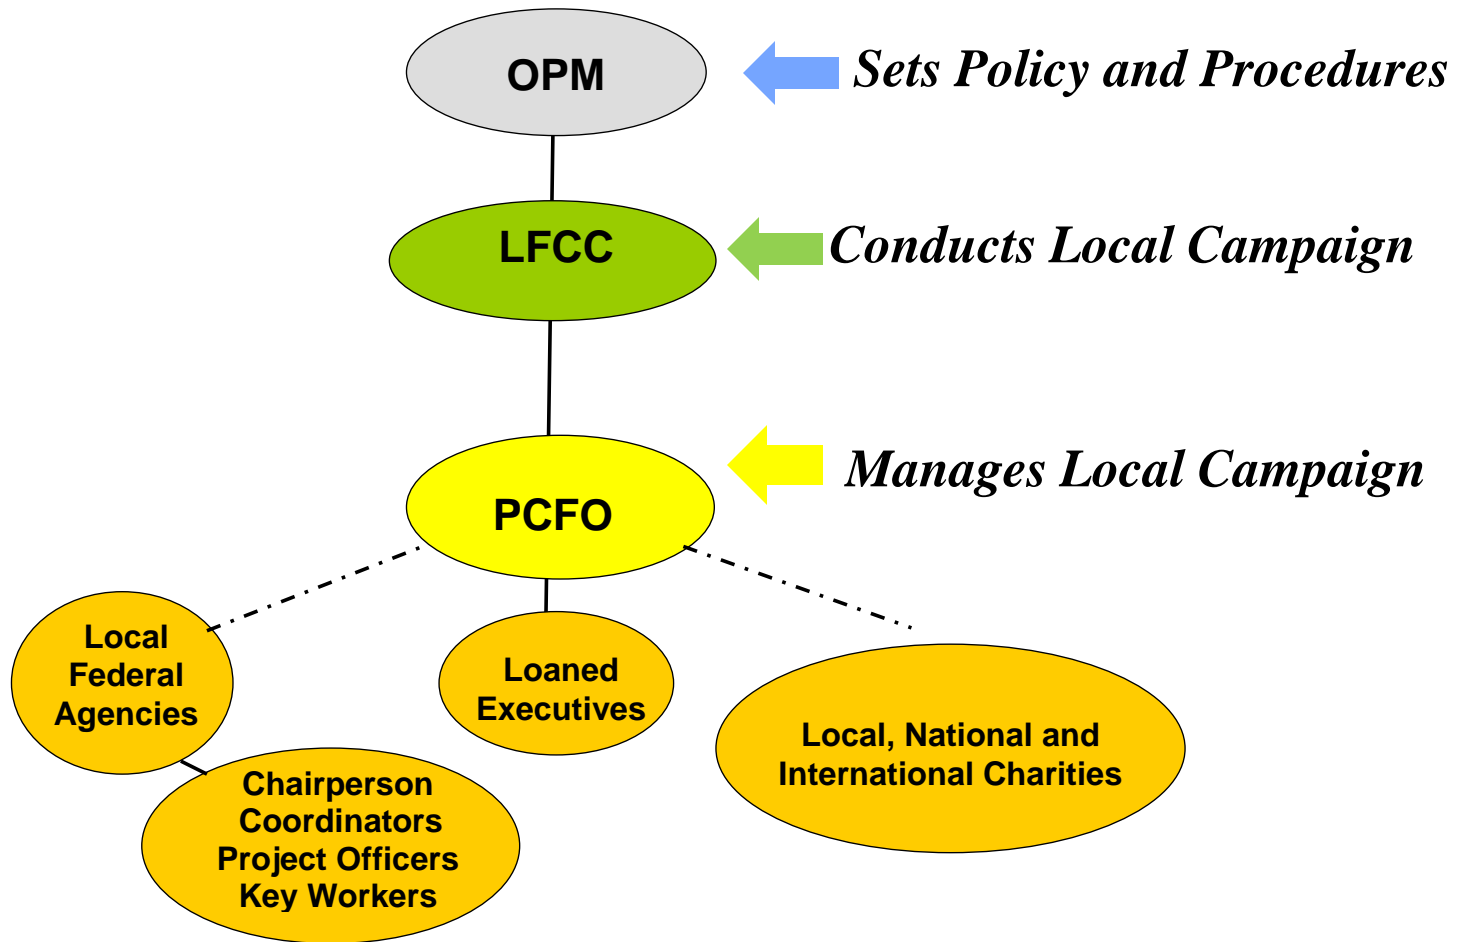 OPM
Sets Policy and Procedures
LFCC
Conducts Local Campaign
Manages Local Campaign
PCFO
Local
Federal
Agencies
Loaned
Executives
Local, National and
International Charities
Chairperson
Coordinators
Project Officers
Key Workers